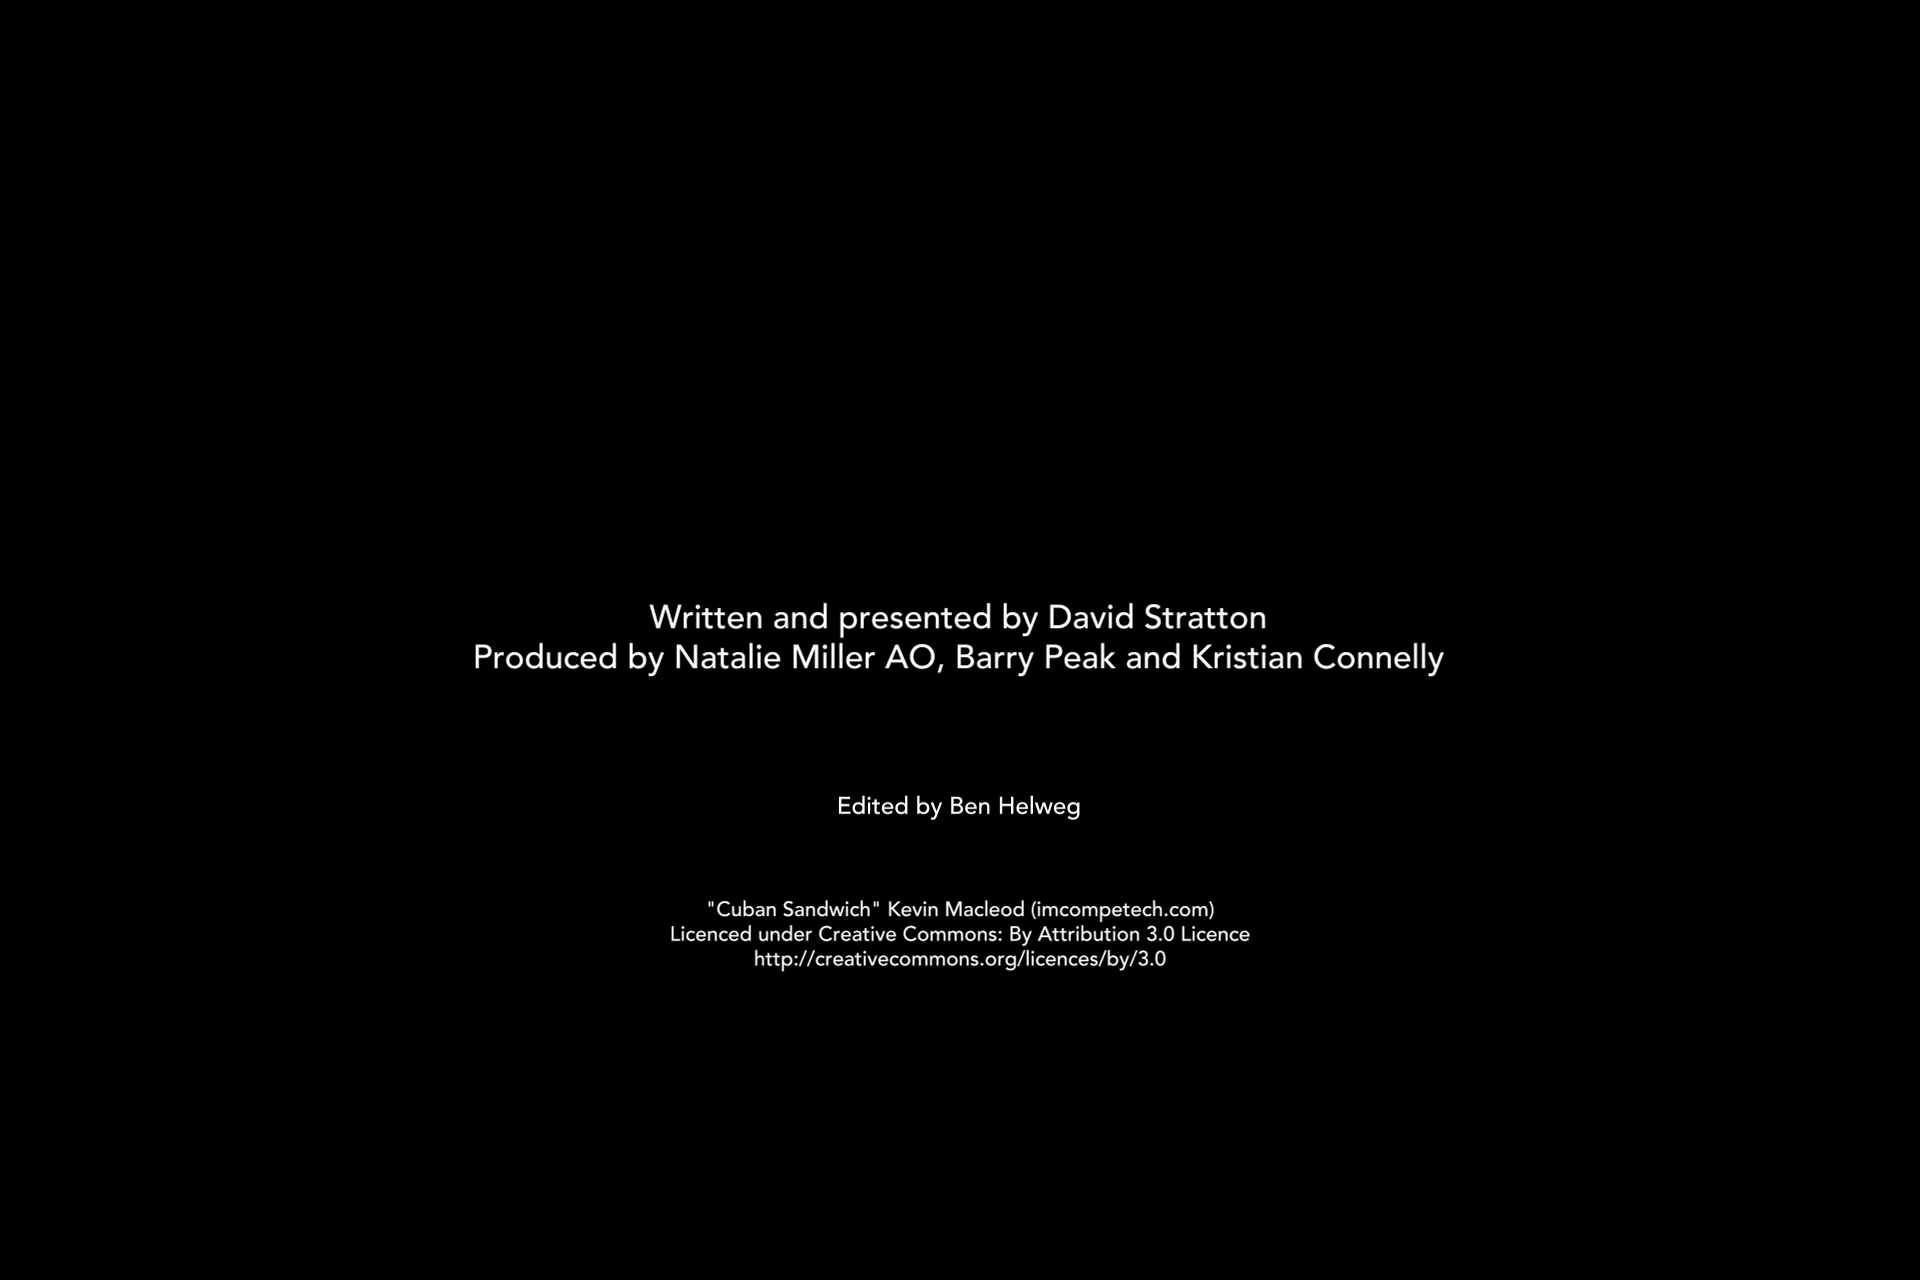 Written and presented by David Stratton
Produced by Natalie Miller AO, Barry Peak and Kristian Connelly
Edited by Ben Helweg
"Cuban Sandwich" Kevin Macleod (imcompetech.com)
Licenced under Creative Commons: By Attribution 3.0 Licence
http://creativecommons.org/licences/by/3.0